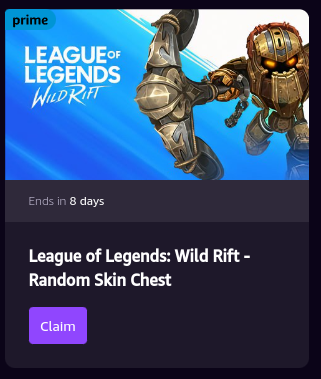 prime
LEAGUE OF
LEGENDS
WILD RIFT
Ends in 8 days
League of Legends: Wild Rift -
Random Skin Chest
Claim